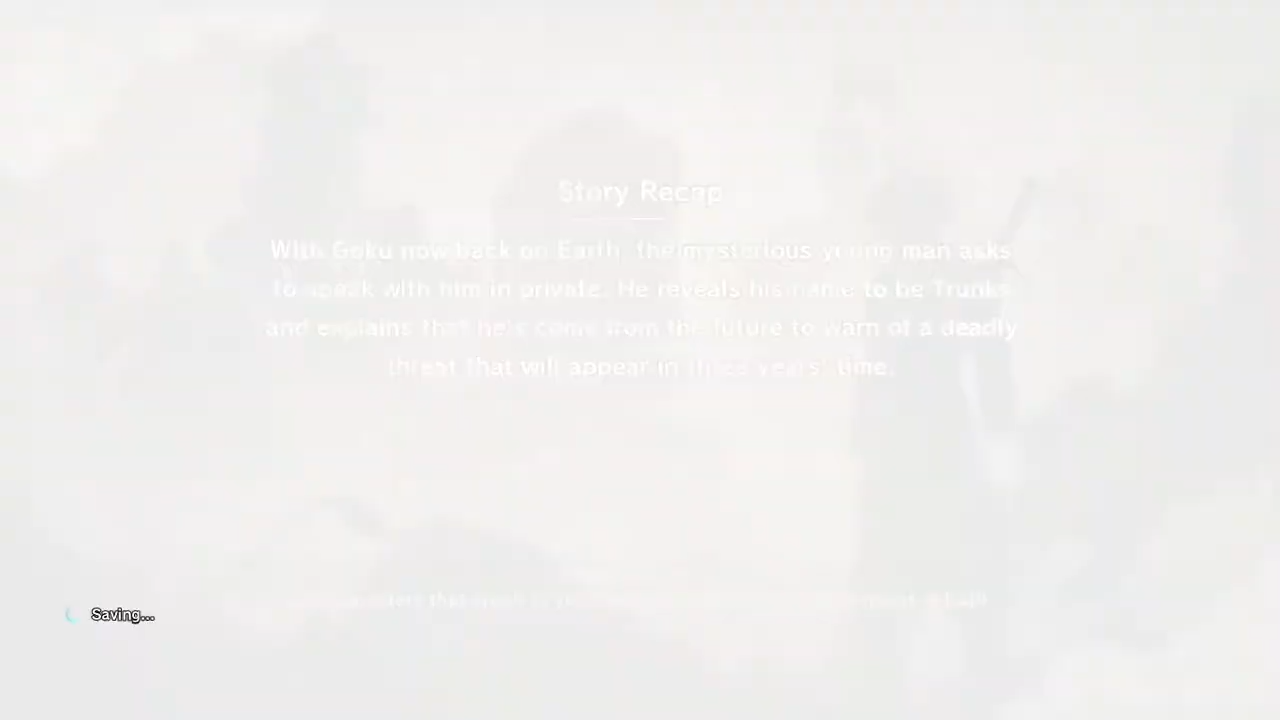 Story Recap
With Goku now back on Earth, the mysterious young man asks
to speak with him in private. He reveals his name to be Trunks
and explains that he's come from the future to warn of a deadly
threat that will appear in three years' time.
Saving...